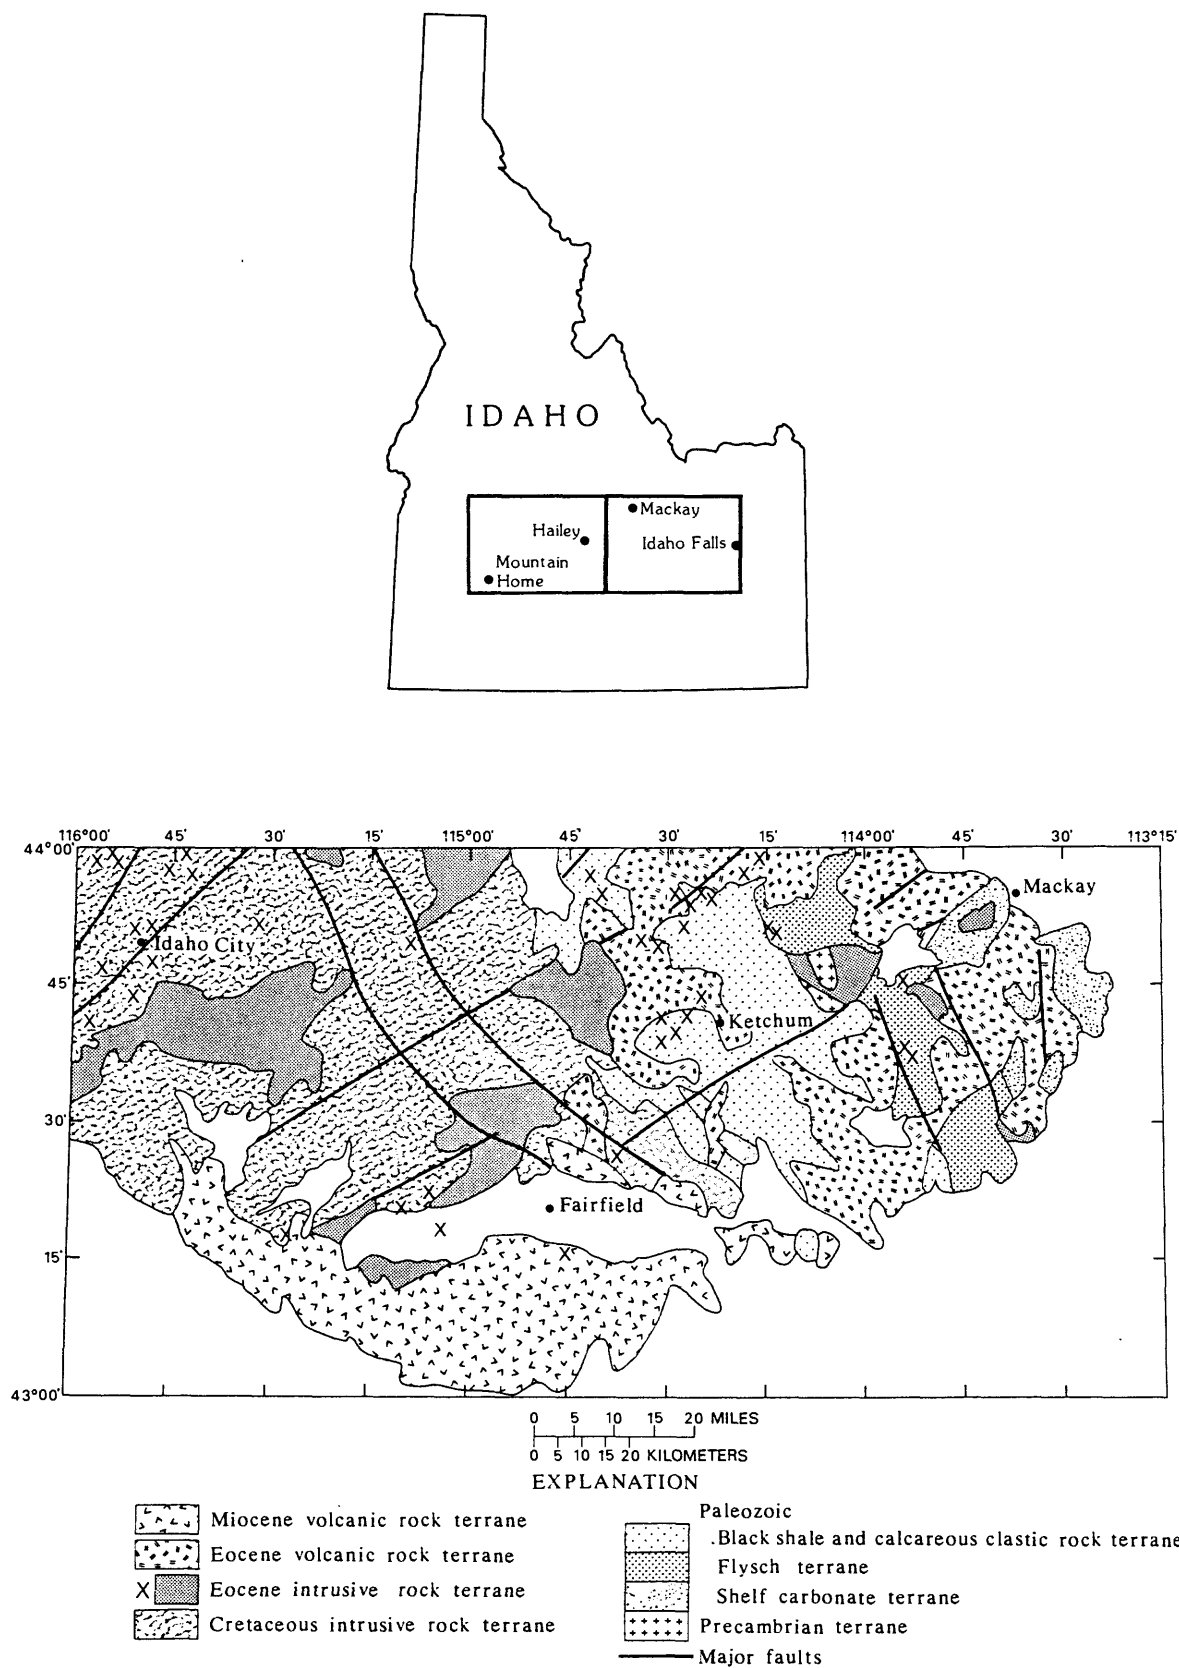 IDAHO
Mackay
Hailey
Idaho Falls
Mountain
Home
116°00' 45' 30' 15' 115°00' 45' 30' 15' 114°00' 45' 30' 113°15'
44°00'
Mackay
Idaho City
45'
Ketchum
30'
Fairfield
15'
43°00'
0 5 10 15 20 MILES
0 5 10 15 20 KILOMETERS
EXPLANATION
Miocene volcanic rock terrane
Eocene volcanic rock terrane
X Eocene intrusive rock terrane
Cretaceous intrusive rock terrane
Paleozoic
Black shale and calcareous clastic rock terrane
Flysch terrane
Shelf carbonate terrane
Precambrian terrane
Major faults